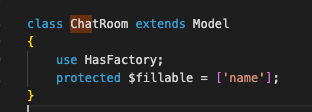 class ChatRoom extends Model
{
    use HasFactory;
    protected $fillable = ['name'];
}